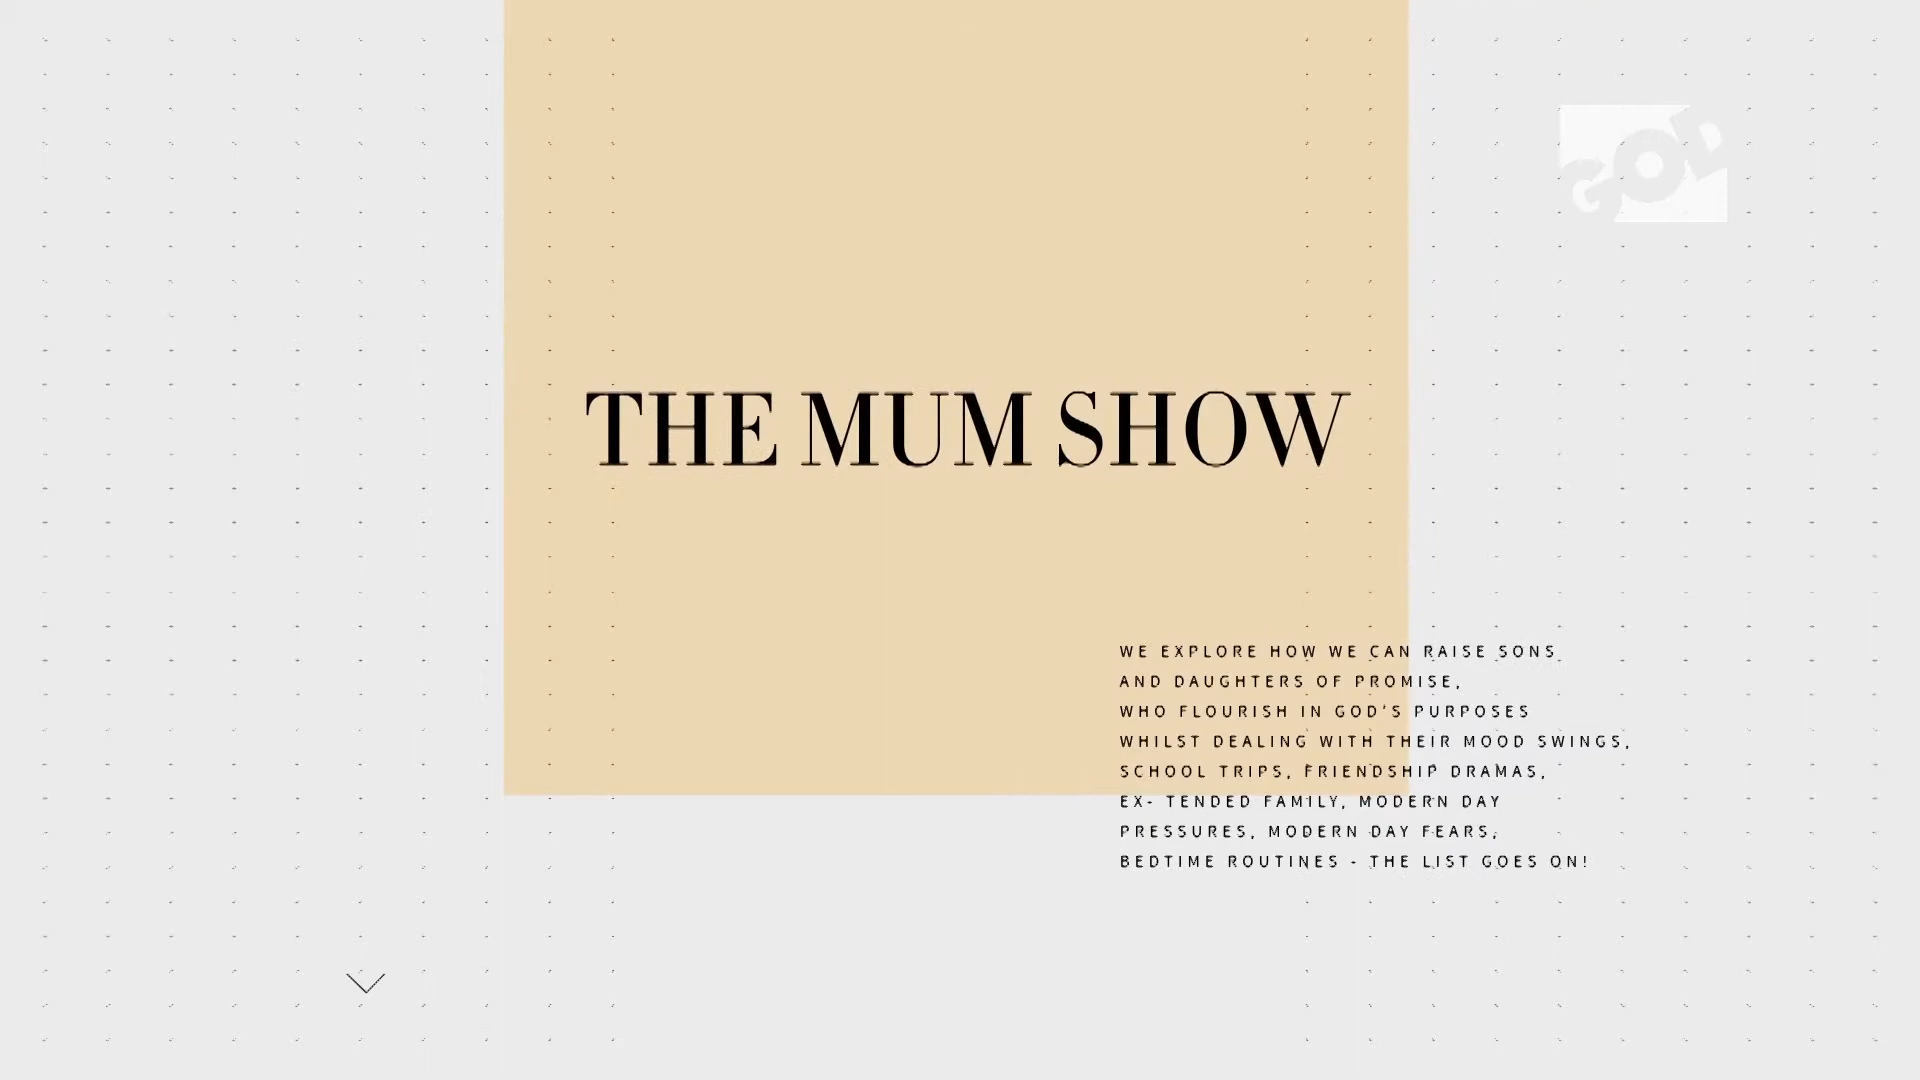 GOD
THE MUM SHOW
WE EXPLORE HOW WE CAN RAISE SONS
AND DAUGHTERS OF PROMISE,
WHO FLOURISH IN GOD'S PURPOSES
WHILST DEALING WITH THEIR MOOD SWINGS,
SCHOOL TRIPS, FRIENDSHIP DRAMAS,
EX- TENDED FAMILY, MODERN DAY
PRESSURES, MODERN DAY FEARS,
BEDTIME ROUTINES - THE LIST GOES ON!